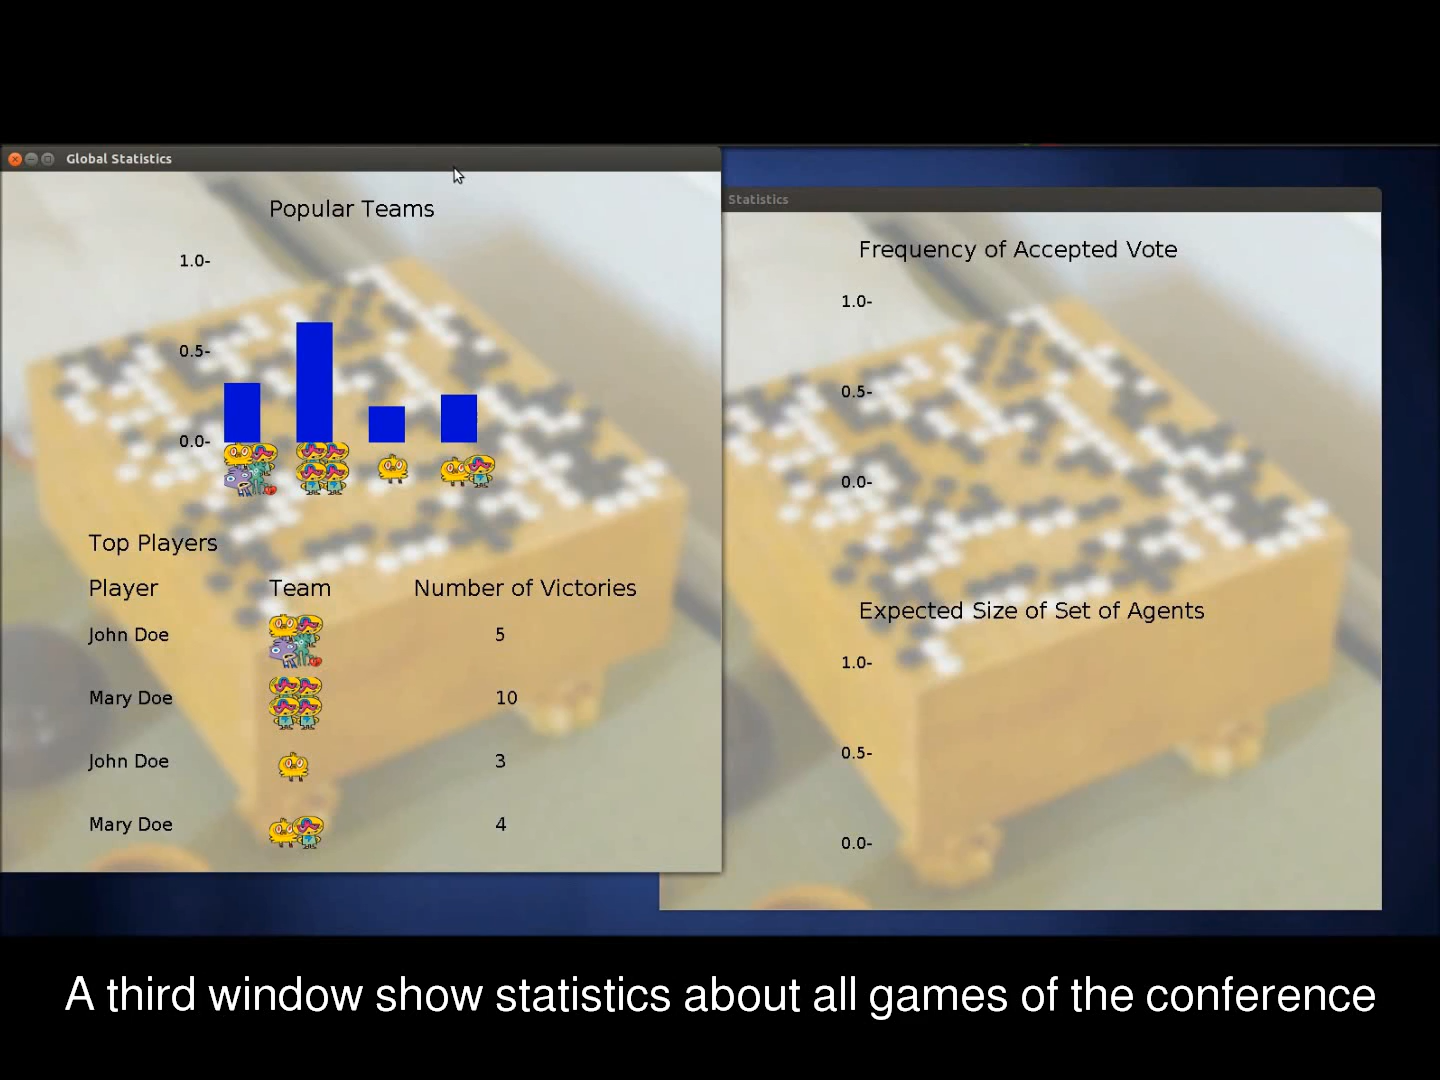 Global Statistics
Popular Teams
1.0-
0.5-
0.0-
Top Players
Player Team Number of Victories
John Doe 5
Mary Doe 10
John Doe 3
Mary Doe 4
Statistics
Frequency of Accepted Vote
1.0-
0.5-
0.0-
Expected Size of Set of Agents
1.0-
0.5-
0.0-
A third window show statistics about all games of the conference